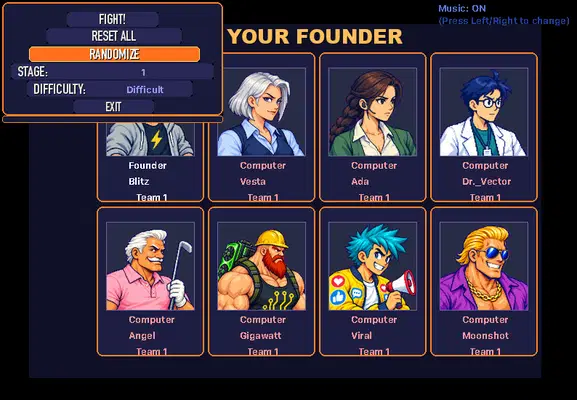 FIGHT!
RESET ALL
RANDOMIZE
STAGE: 1
DIFFICULTY: Difficult
EXIT
YOUR FOUNDER
Music: ON
(Press Left/Right to change)
Founder
Blitz
Team 1
Computer
Vesta
Team 1
Computer
Ada
Team 1
Computer
Dr._Vector
Team 1
Computer
Angel
Team 1
Computer
Gigawatt
Team 1
Computer
Viral
Team 1
Computer
Moonshot
Team 1